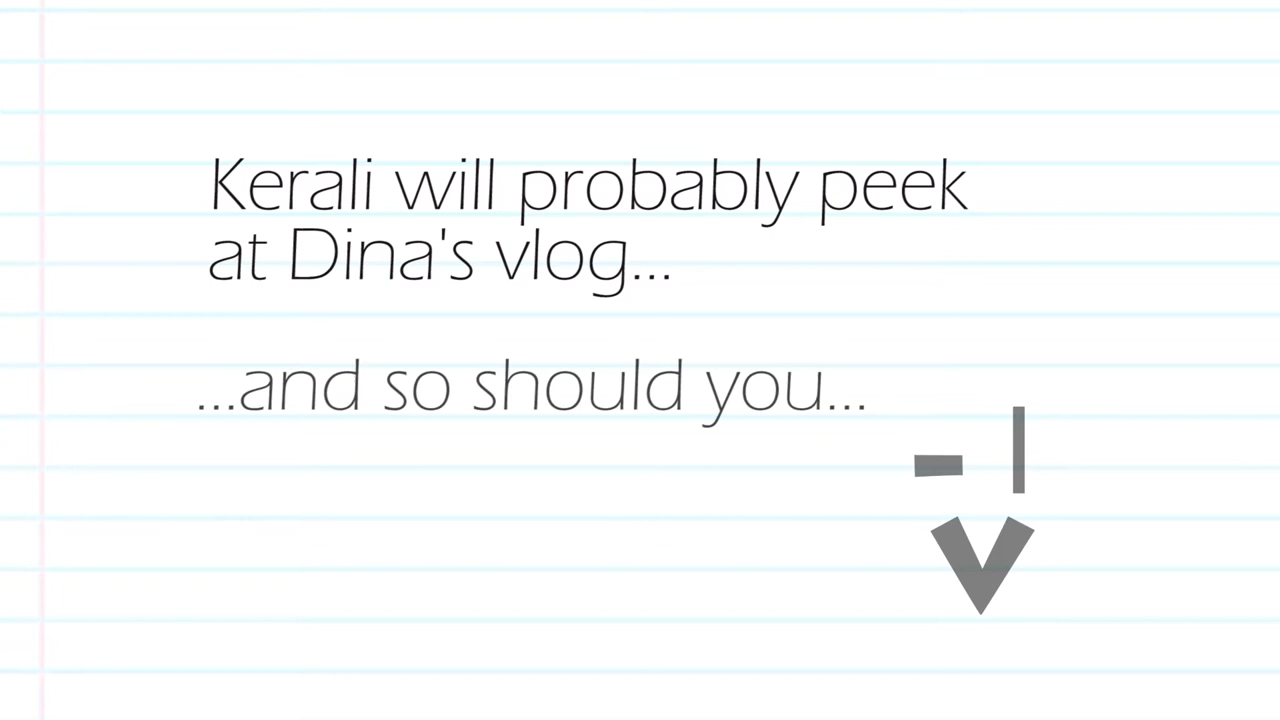 Kerali will probably peek
at Dina's vlog...
...and so should you...